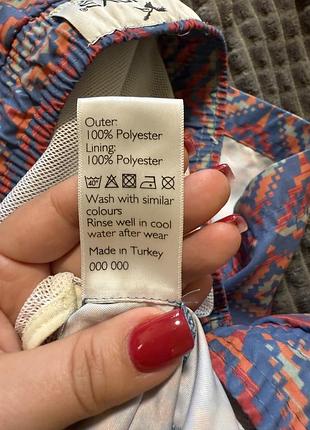 Outer:
100% Polyester
Lining:
100% Polyester
40°
Wash with similar
colours
Rinse well in cool
water after wear
Made in Turkey
000 000